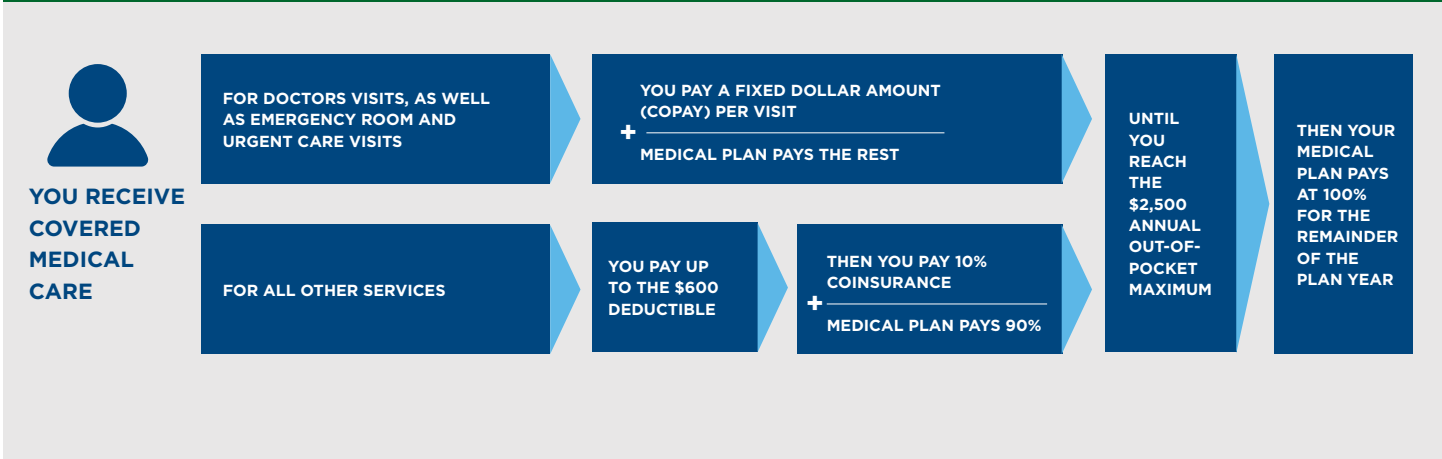 YOU RECEIVE
COVERED
MEDICAL
CARE
FOR DOCTORS VISITS, AS WELL
AS EMERGENCY ROOM AND
URGENT CARE VISITS
YOU PAY A FIXED DOLLAR AMOUNT
(COPAY) PER VISIT
+
MEDICAL PLAN PAYS THE REST
FOR ALL OTHER SERVICES
YOU PAY UP
TO THE $600
DEDUCTIBLE
THEN YOU PAY 10%
COINSURANCE
+
MEDICAL PLAN PAYS 90%
UNTIL
YOU
REACH
THE
$2,500
ANNUAL
OUT-OF-
POCKET
MAXIMUM
THEN YOUR
MEDICAL
PLAN PAYS
AT 100%
FOR THE
REMAINDER
OF THE
PLAN YEAR